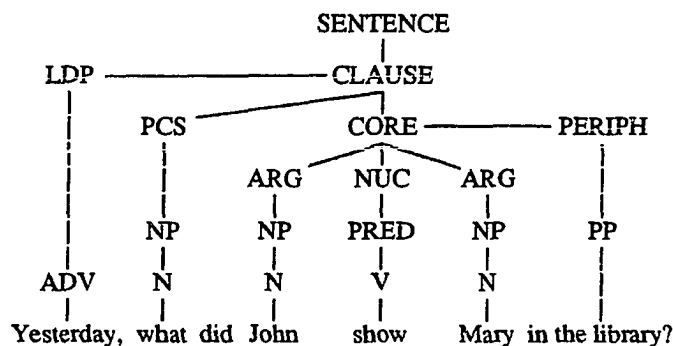 SENTENCE
LDP CLAUSE
PCS CORE PERIPH
ARG NUC ARG
NP NP PRED NP PP
ADV N N V N
Yesterday, what did John show Mary in the library?